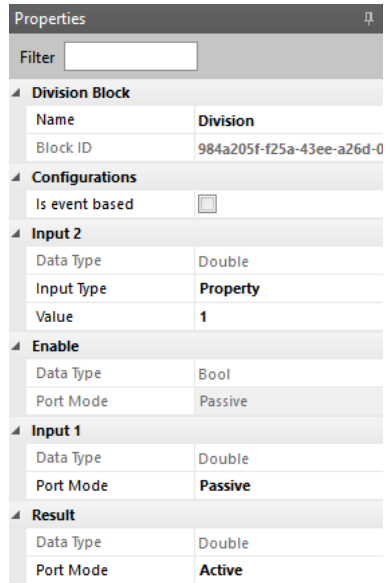 Properties
Filter
Division Block
Name Division
Block ID 984a205f-f25a-43ee-a26d-0
Configurations
Is event based
Input 2
Data Type Double
Input Type Property
Value 1
Enable
Data Type Bool
Port Mode Passive
Input 1
Data Type Double
Port Mode Passive
Result
Data Type Double
Port Mode Active